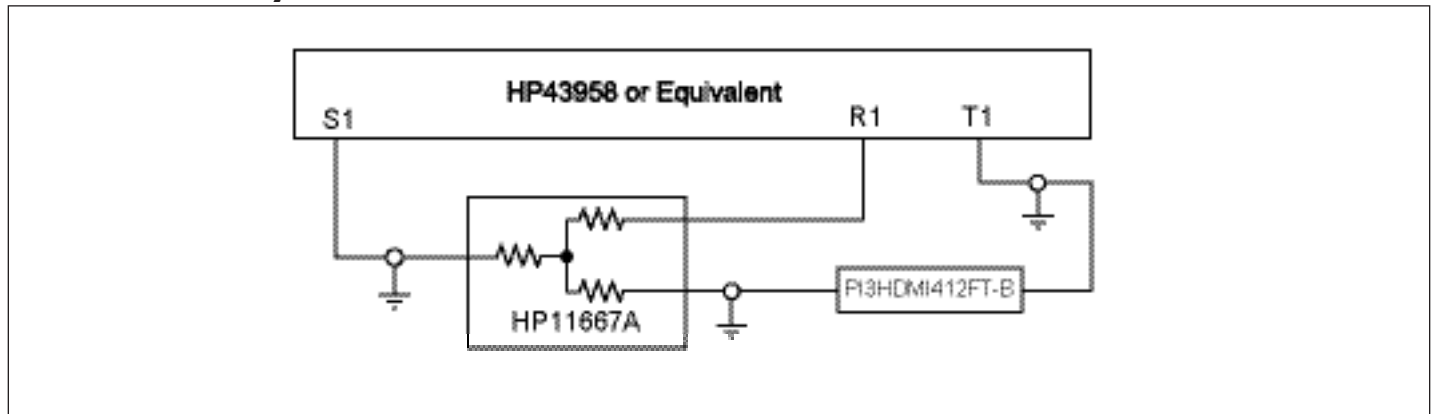 HP43958 or Equivalent
S1
R1
T1
HP11667A
PI3HDMI412FT-B